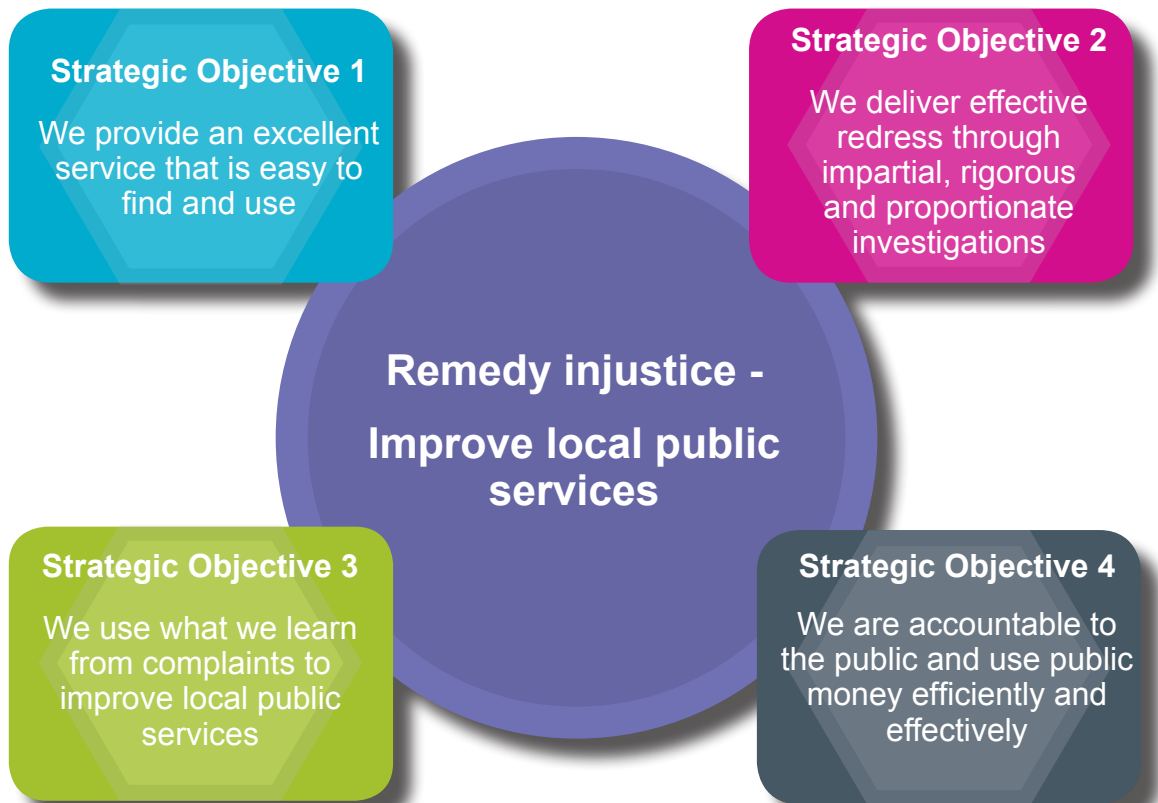 Strategic Objective 1
We provide an excellent
service that is easy to
find and use
Strategic Objective 2
We deliver effective
redress through
impartial, rigorous
and proportionate
investigations
Remedy injustice -
Improve local public
services
Strategic Objective 3
We use what we learn
from complaints to
improve local public
services
Strategic Objective 4
We are accountable to
the public and use public
money efficiently and
effectively